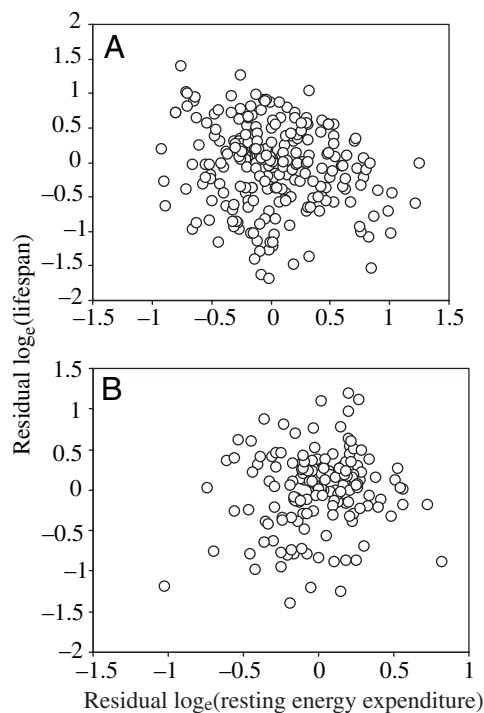 A
2
1.5
1
0.5
0
−0.5
−1
−1.5
−2
−1.5 −1 −0.5 0 0.5 1 1.5
Residual logₑ(lifespan)
B
1.5
1
0.5
0
−0.5
−1
−1.5
−2
−1.5 −1 −0.5 0 0.5 1
Residual logₑ(resting energy expenditure)